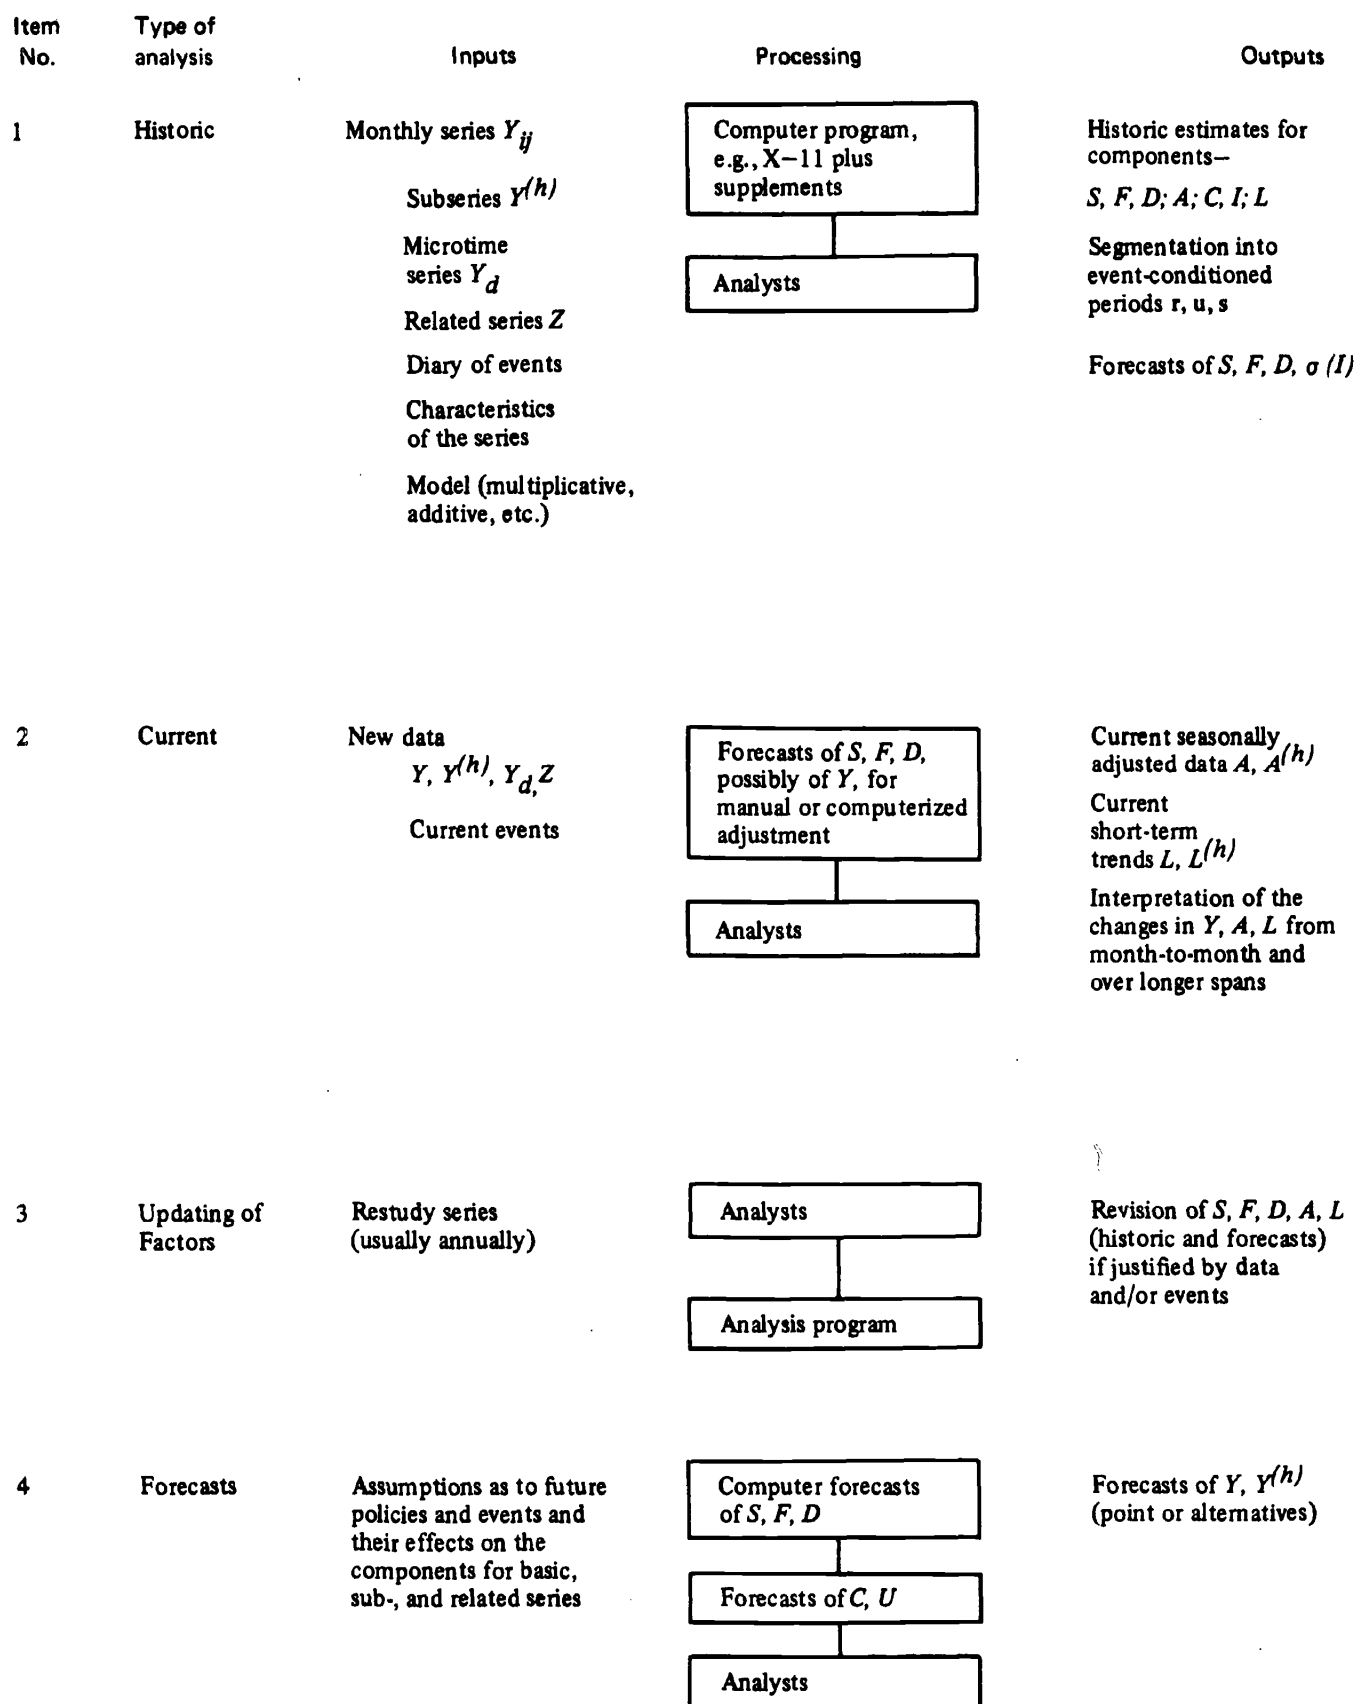 Item No.
Type of analysis
Inputs
Processing
Outputs
1
Historic
Monthly series Y_ij
Subseries Y^(h)
Microtime
series Y_d
Related series Z
Diary of events
Characteristics
of the series
Model (multiplicative,
additive, etc.)
Computer program,
e.g., X–11 plus
supplements
Analysts
Historic estimates for
components—
S, F, D; A; C, I; L
Segmentation into
event-conditioned
periods r, u, s
Forecasts of S, F, D, σ (I)
2
Current
New data
Y, Y^(h), Y_d, Z
Current events
Forecasts of S, F, D,
possibly of Y, for
manual or computerized
adjustment
Analysts
Current seasonally
adjusted data A, A^(h)
Current
short-term
trends L, L^(h)
Interpretation of the
changes in Y, A, L from
month-to-month and
over longer spans
3
Updating of
Factors
Restudy series
(usually annually)
Analysts
Analysis program
Revision of S, F, D, A, L
(historic and forecasts)
if justified by data
and/or events
4
Forecasts
Assumptions as to future
policies and events and
their effects on the
components for basic,
sub-, and related series
Computer forecasts
of S, F, D
Forecasts of C, U
Analysts
Forecasts of Y, Y^(h)
(point or alternatives)